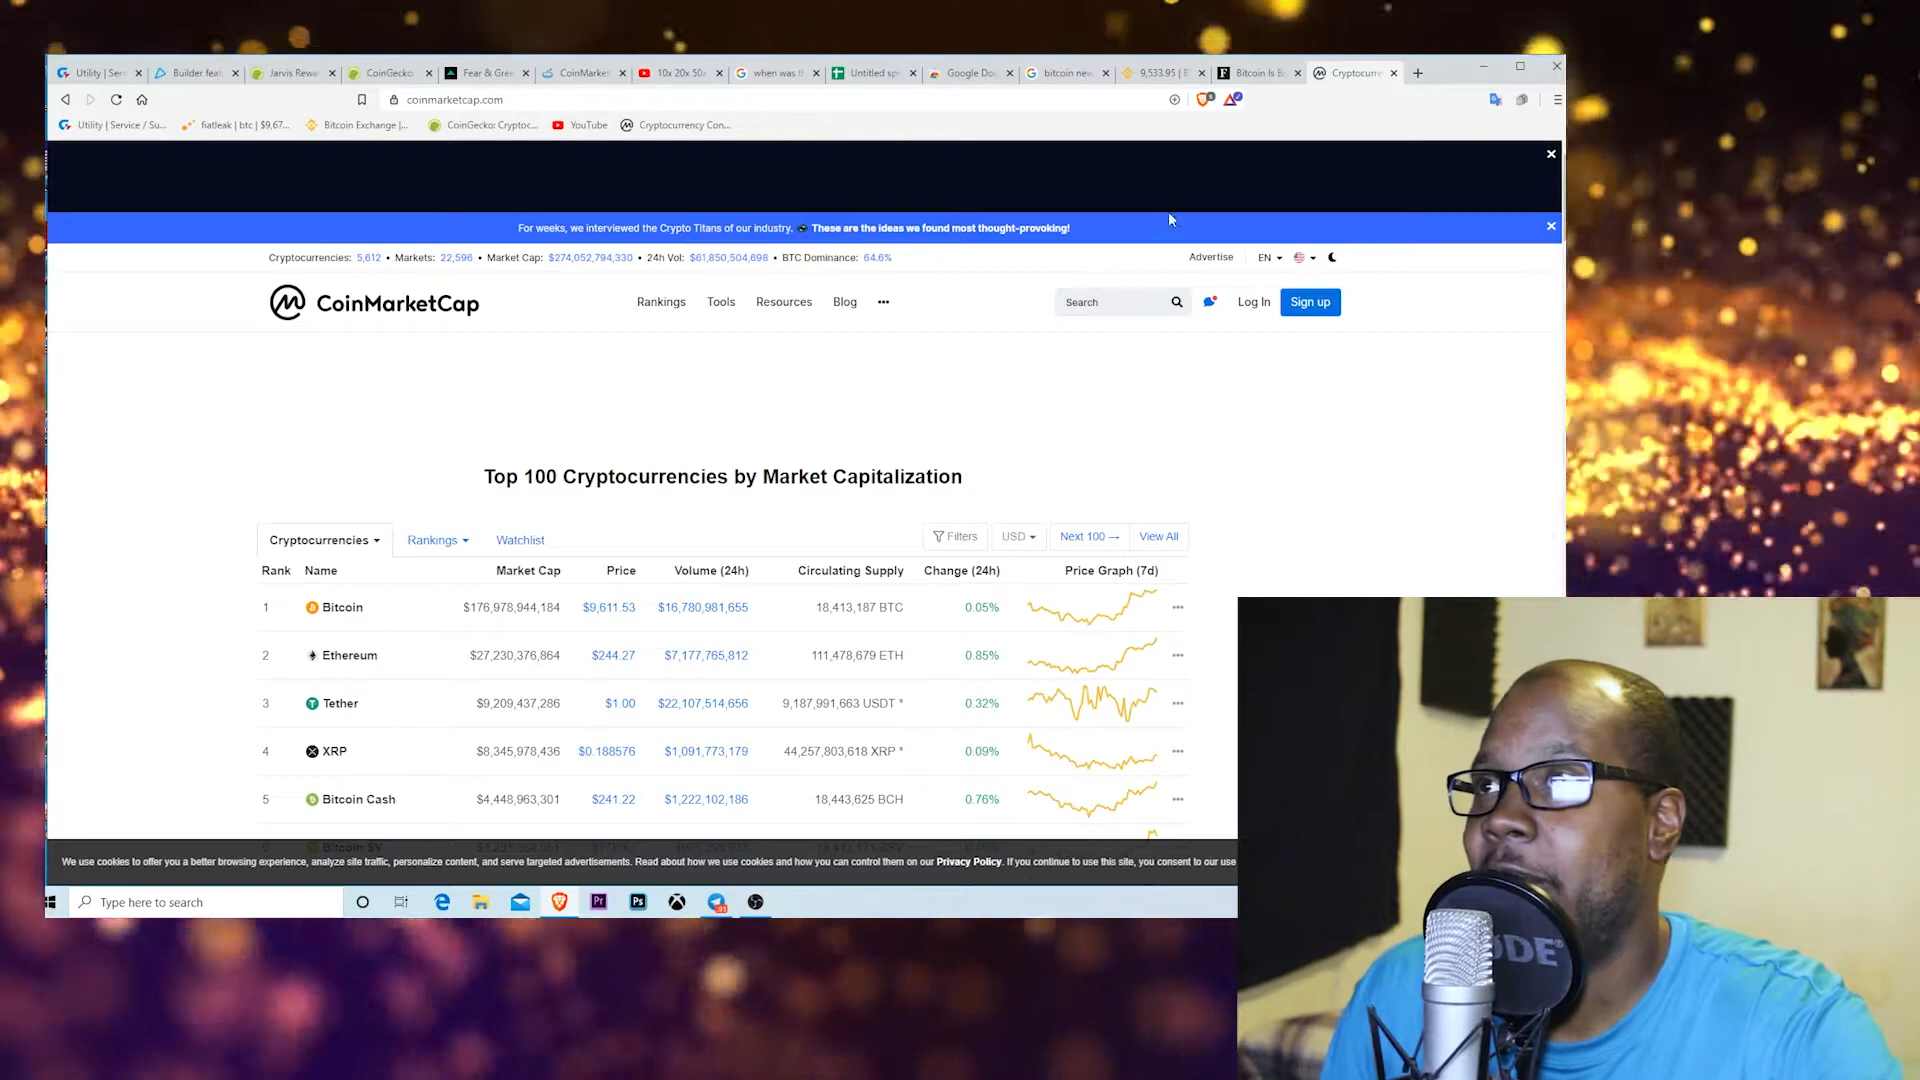 Utility | Serv
Builder feat
Jarvis Rewa
CoinGecko:
Fear & Gree
CoinMarket
10x 20x 50x
when was th
Untitled spr
Google Doc
bitcoin new
9,533.95 | B
Bitcoin Is B
Cryptocurre
coinmarketcap.com
Utility | Service / Su...
fiatleak | btc | $9,67...
Bitcoin Exchange |...
CoinGecko: Cryptoc...
YouTube
Cryptocurrency Con...
For weeks, we interviewed the Crypto Titans of our industry. These are the ideas we found most thought-provoking!
Cryptocurrencies: 5,612 • Markets: 22,596 • Market Cap: $274,052,794,330 • 24h Vol: $61,850,504,698 • BTC Dominance: 64.6%
Advertise EN
CoinMarketCap
Rankings Tools Resources Blog
Search
Log In
Sign up
Top 100 Cryptocurrencies by Market Capitalization
Cryptocurrencies Rankings Watchlist
Filters USD Next 100 → View All
Rank Name Market Cap Price Volume (24h) Circulating Supply Change (24h) Price Graph (7d)
1 Bitcoin $176,978,944,184 $9,611.53 $16,780,981,655 18,413,187 BTC 0.05%
2 Ethereum $27,230,376,864 $244.27 $7,177,765,812 111,478,679 ETH 0.85%
3 Tether $9,209,437,286 $1.00 $22,107,514,656 9,187,991,663 USDT * 0.32%
4 XRP $8,345,978,436 $0.188576 $1,091,773,179 44,257,803,618 XRP * 0.09%
5 Bitcoin Cash $4,448,963,301 $241.22 $1,222,102,186 18,443,625 BCH 0.76%
Bitcoin SV
We use cookies to offer you a better browsing experience, analyze site traffic, personalize content, and serve targeted advertisements. Read about how we use cookies and how you can control them on our Privacy Policy. If you continue to use this site, you consent to our use
Type here to search
Pr
Ps